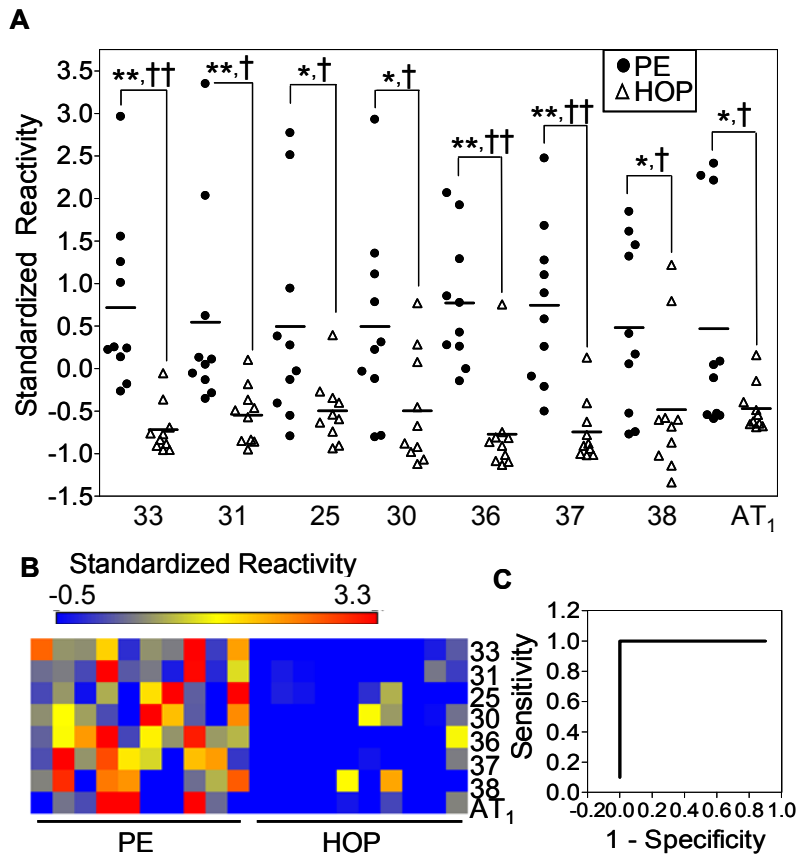 A
Standardized Reactivity
3.5
3.0
2.5
2.0
1.5
1.0
0.5
0.0
-0.5
-1.0
-1.5
**,††
**,†
*,†
*,†
**,††
**,††
*,†
*,†
PE
HOP
33 31 25 30 36 37 38 AT1
B
Standardized Reactivity
-0.5 3.3
33
31
25
30
36
37
38
AT1
PE HOP
C
Sensitivity
1.2
1.0
0.8
0.6
0.4
0.2
0.0
-0.2 0.0 0.2 0.4 0.6 0.8 1.0
1 - Specificity